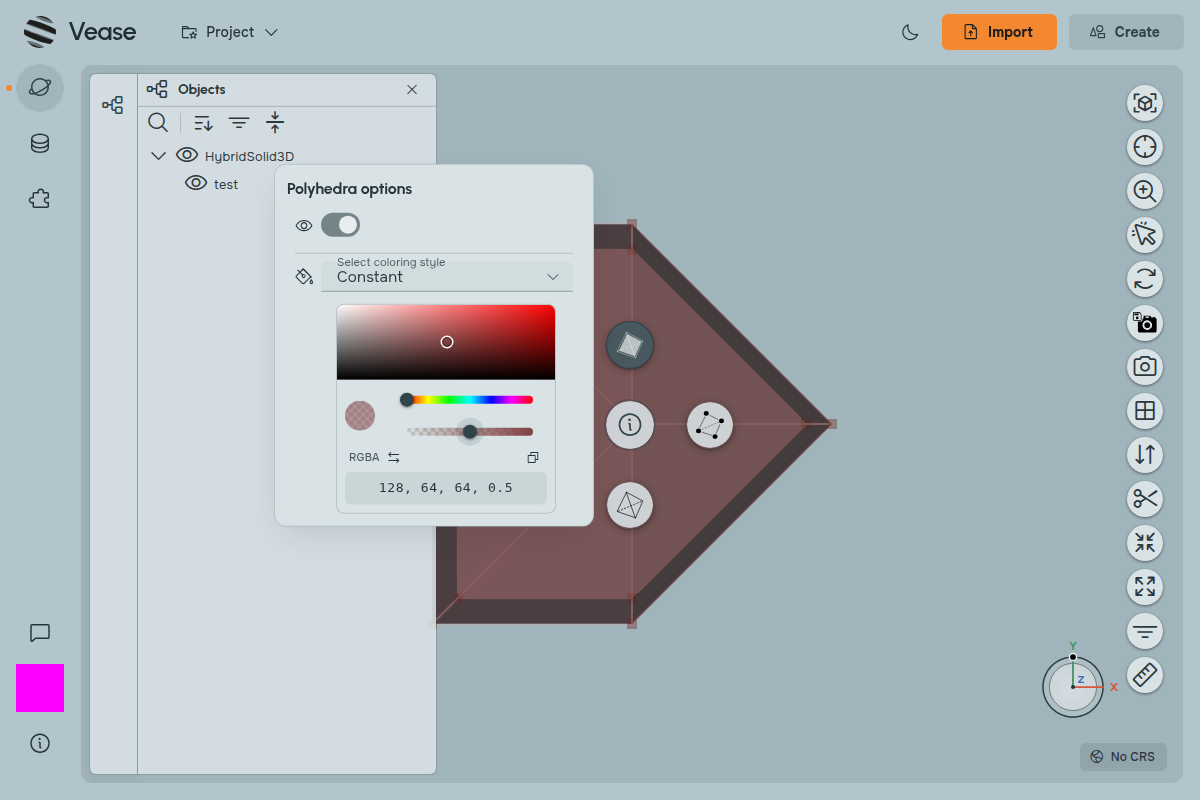 Vease
Project
Import
Create
Objects
HybridSolid3D
test
Polyhedra options
Select coloring style
Constant
RGBA
128, 64, 64, 0.5
Y
Z
X
No CRS